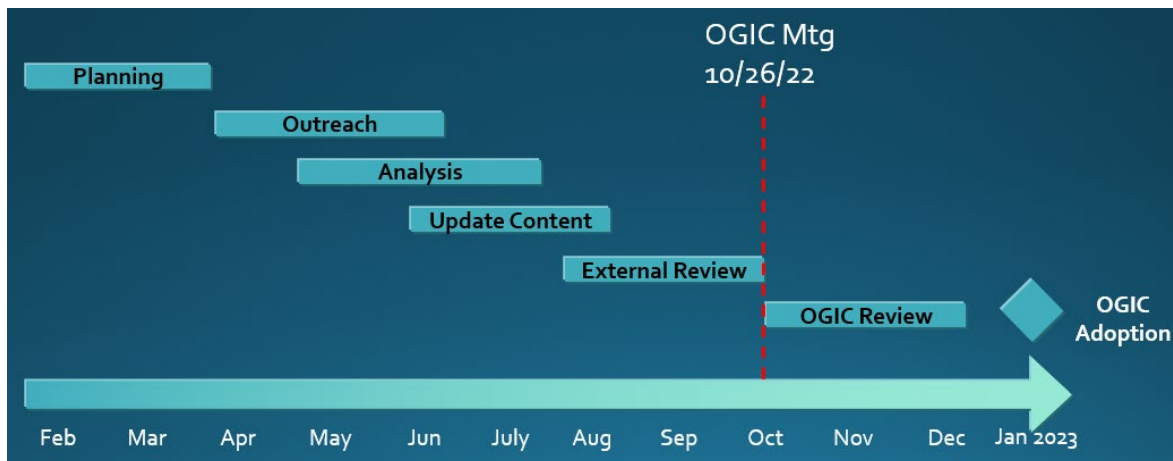 OGIC Mtg
10/26/22
Planning
Outreach
Analysis
Update Content
External Review
OGIC Review
OGIC
Adoption
Feb Mar Apr May Jun July Aug Sep Oct Nov Dec Jan 2023